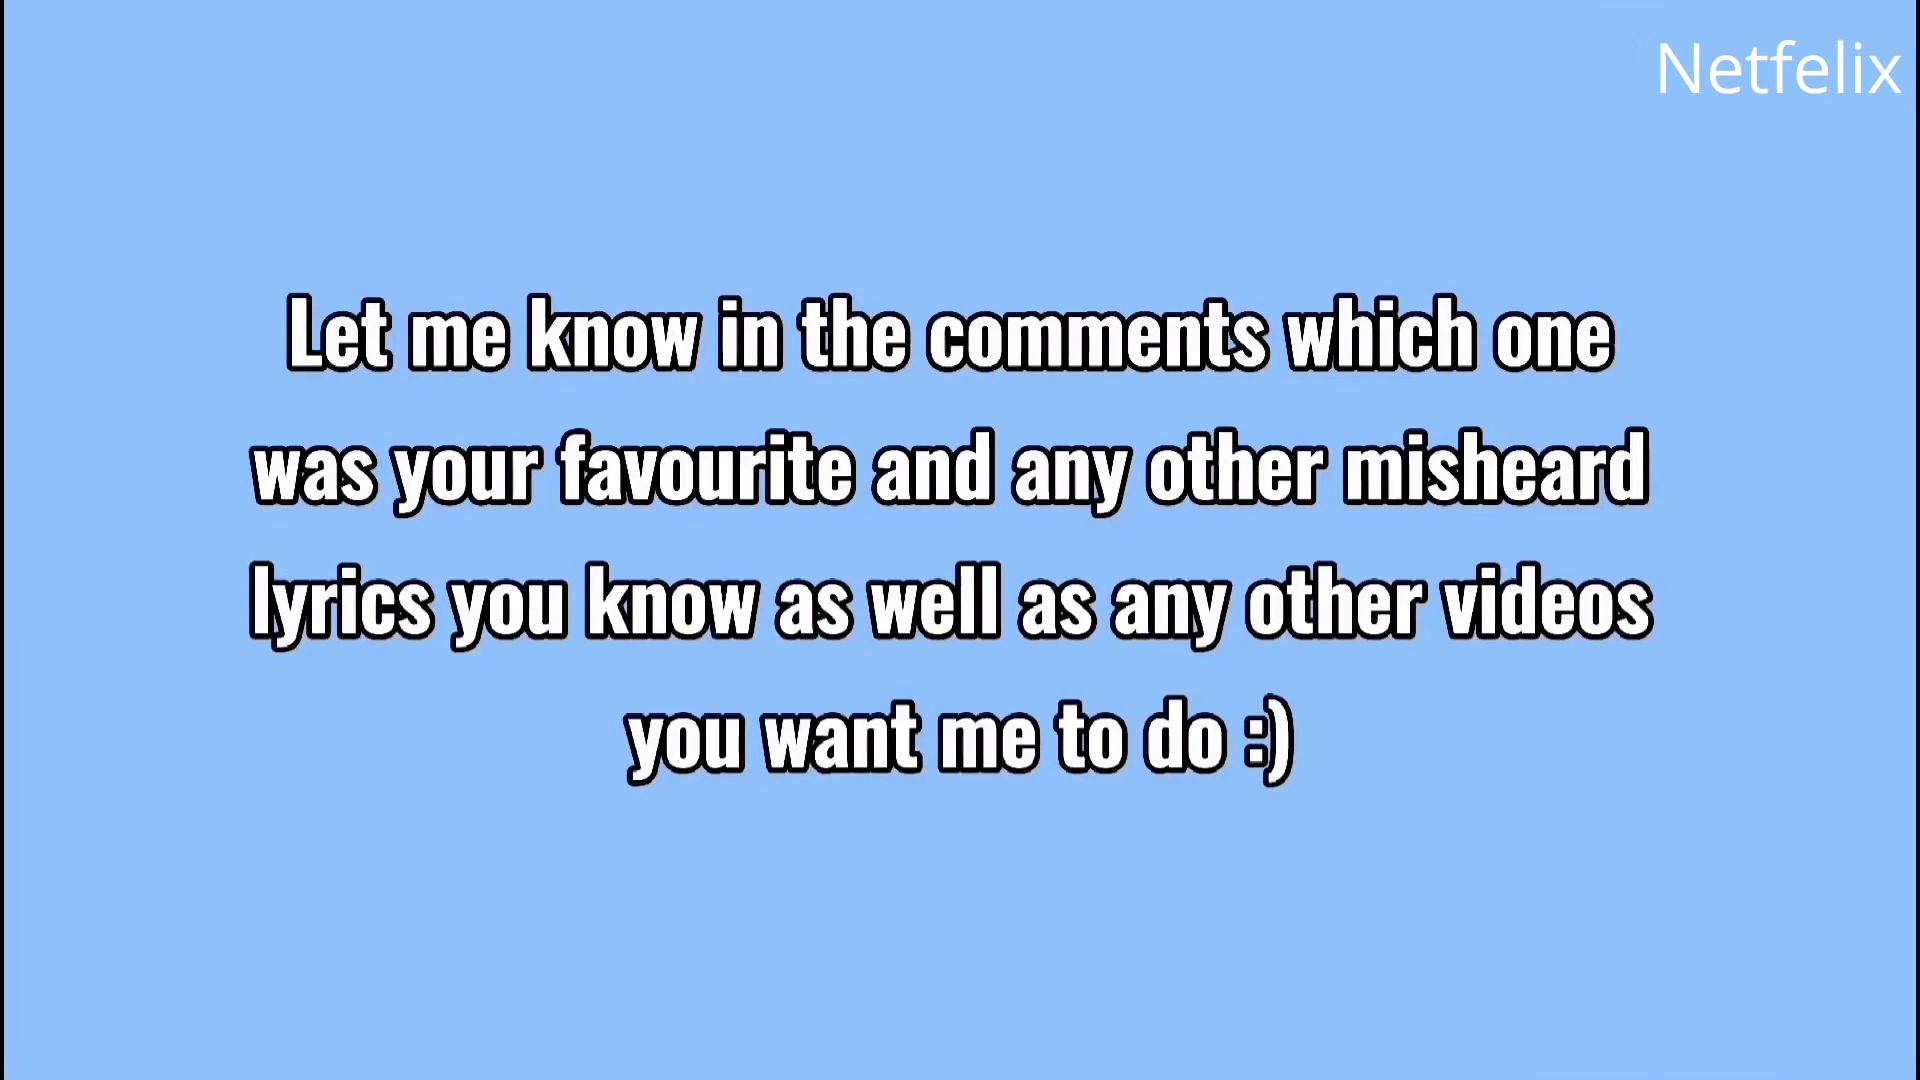 Netfelix
Let me know in the comments which one
was your favourite and any other misheard
lyrics you know as well as any other videos
you want me to do :)